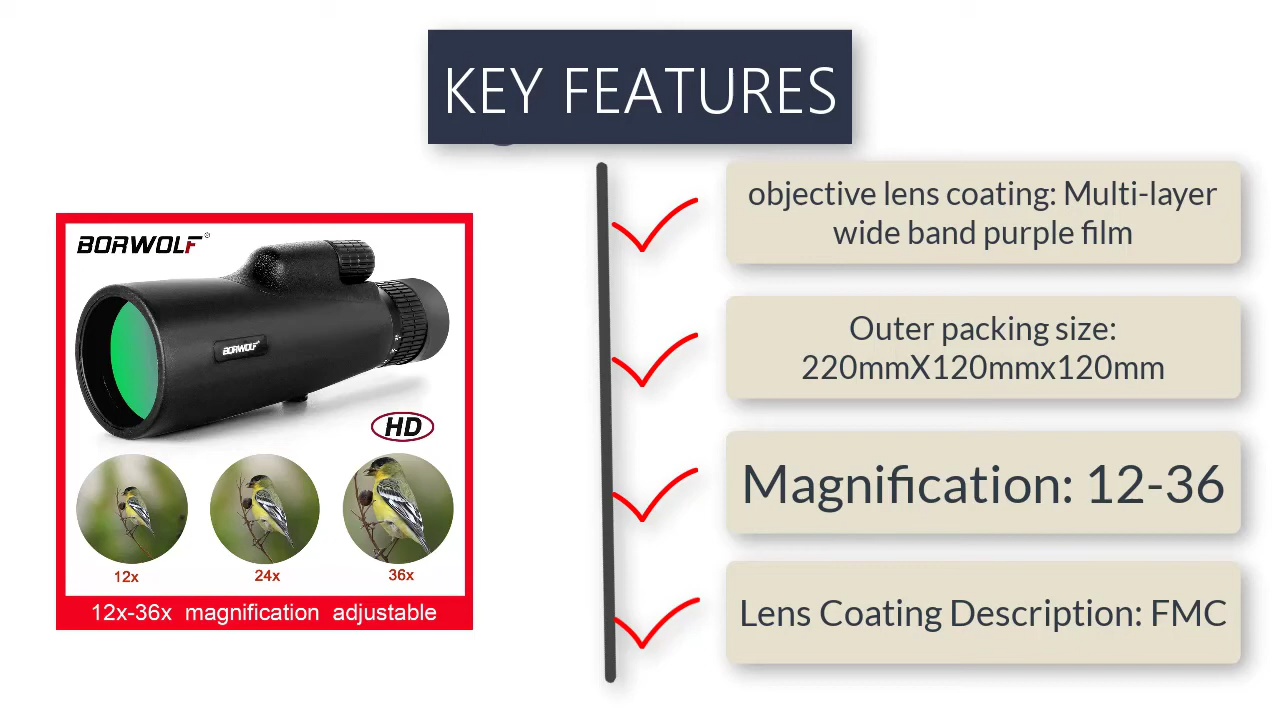 KEY FEATURES
BORWOLF®
BORWOLF
HD
12x
24x
36x
12x-36x magnification adjustable
objective lens coating: Multi-layer
wide band purple film
Outer packing size:
220mmX120mmx120mm
Magnification: 12-36
Lens Coating Description: FMC